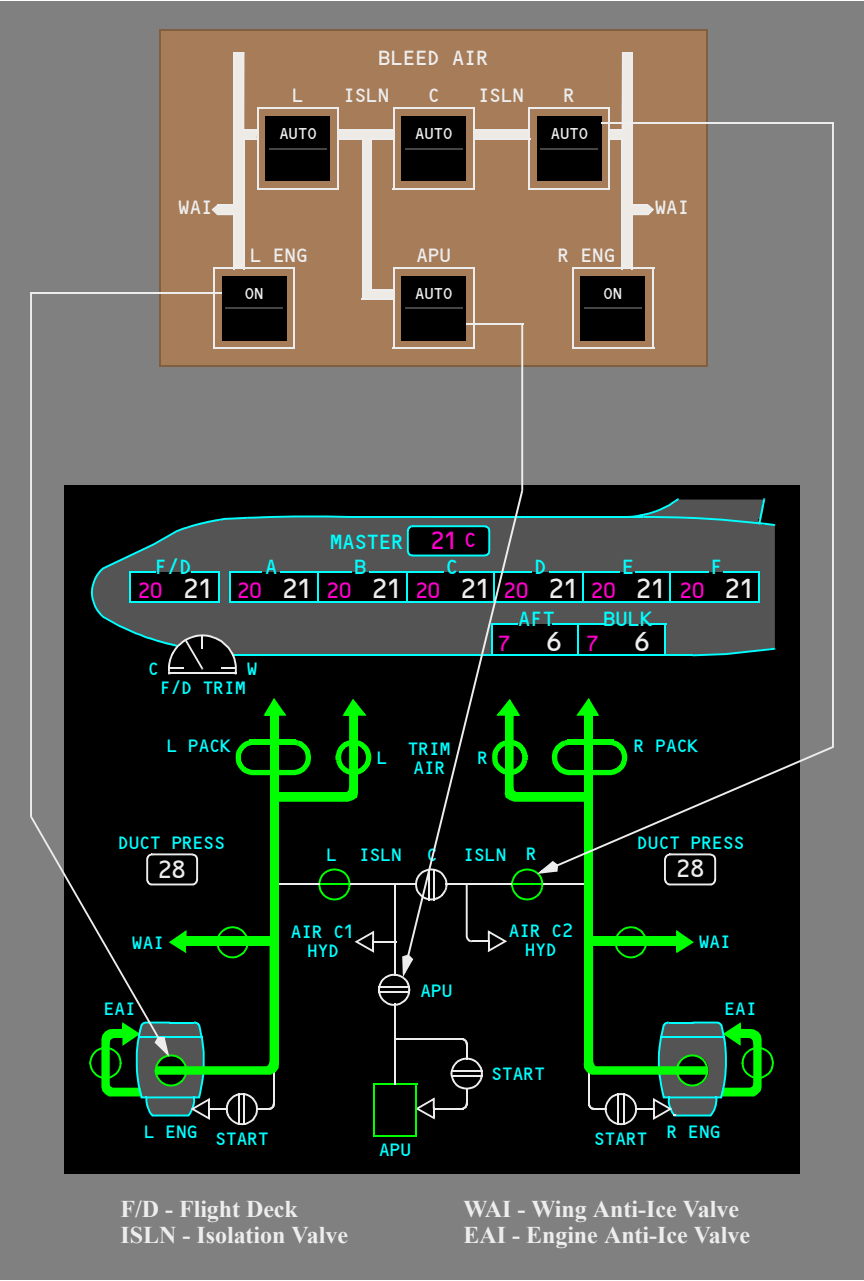 BLEED AIR
L ISLN C ISLN R
AUTO AUTO AUTO
WAI WAI
L ENG APU R ENG
ON AUTO ON
MASTER 21 C
F/D A B C D E F
20 21 20 21 20 21 20 21 20 21 20 21 20 21
AFT BULK
7 6 7 6
C W
F/D TRIM
L PACK L TRIM R R PACK
AIR
DUCT PRESS DUCT PRESS
28 28
L ISLN C ISLN R
WAI AIR C1 AIR C2 WAI
HYD HYD
APU
EAI EAI
START
L ENG START START R ENG
APU
F/D - Flight Deck WAI - Wing Anti-Ice Valve
ISLN - Isolation Valve EAI - Engine Anti-Ice Valve